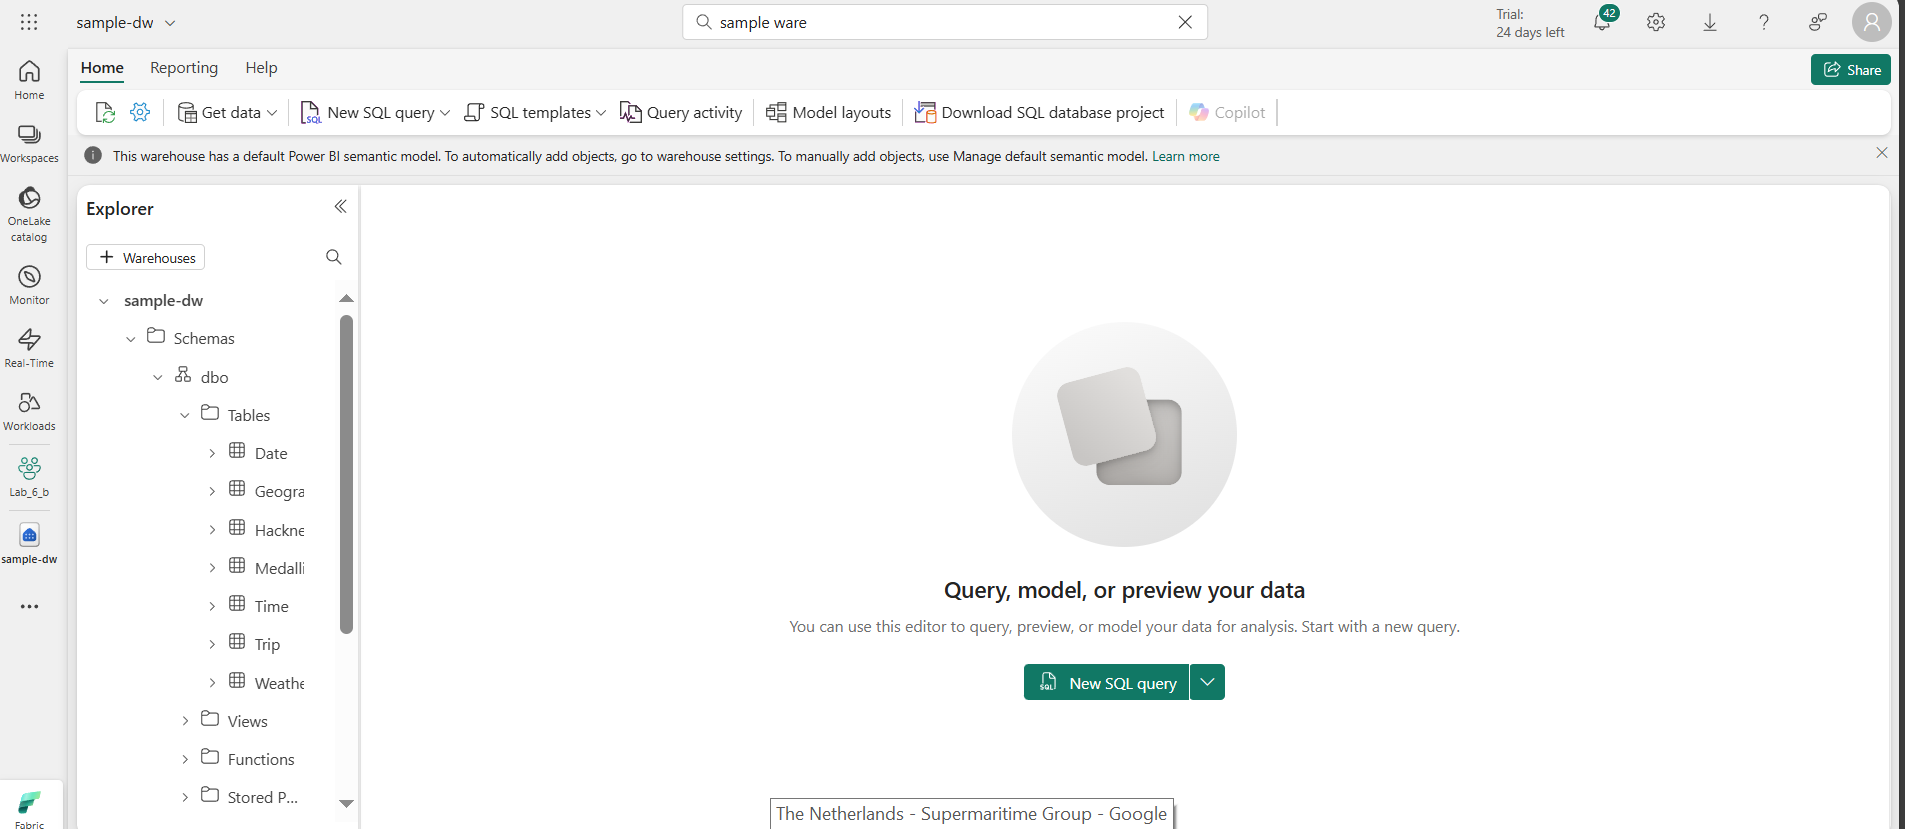 sample-dw
sample ware
Trial:
24 days left
42
Home
Workspaces
OneLake
catalog
Monitor
Real-Time
Workloads
Lab_6_b
sample-dw
Fabric
Home Reporting Help
Share
Get data New SQL query SQL templates Query activity Model layouts Download SQL database project Copilot
This warehouse has a default Power BI semantic model. To automatically add objects, go to warehouse settings. To manually add objects, use Manage default semantic model. Learn more
Explorer
+ Warehouses
sample-dw
Schemas
dbo
Tables
Date
Geogra
Hackne
Medalli
Time
Trip
Weathe
Views
Functions
Stored P...
Query, model, or preview your data
You can use this editor to query, preview, or model your data for analysis. Start with a new query.
SQL New SQL query
The Netherlands - Supermaritime Group - Google